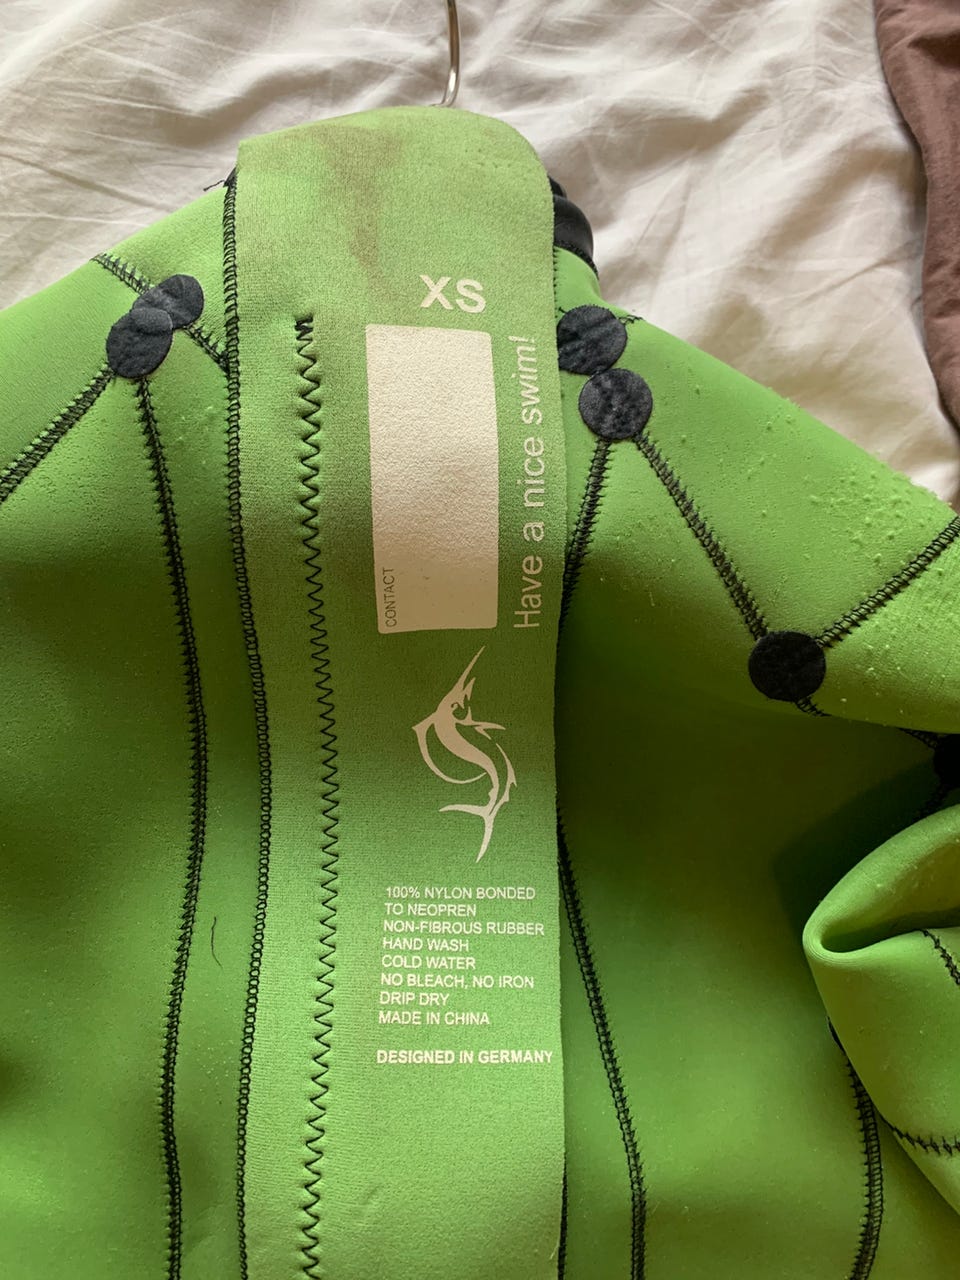 XS
CONTACT
Have a nice swim!
100% NYLON BONDED
TO NEOPREN
NON-FIBROUS RUBBER
HAND WASH
COLD WATER
NO BLEACH, NO IRON
DRIP DRY
MADE IN CHINA
DESIGNED IN GERMANY